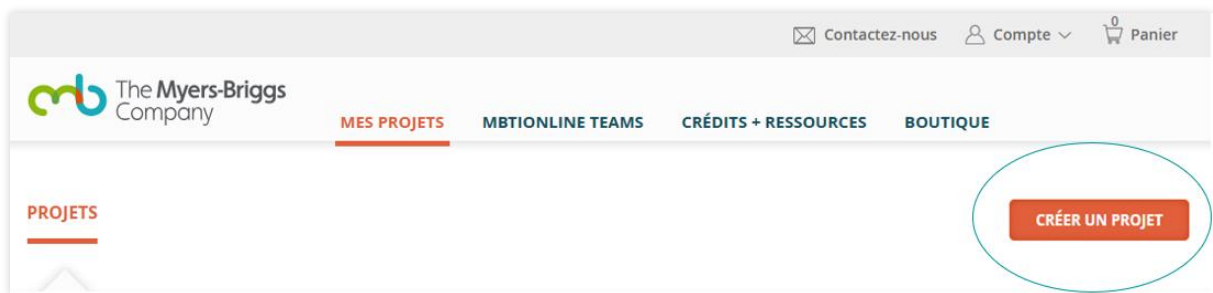 Contactez-nous Compte 0 Panier
The Myers-Briggs
Company
MES PROJETS MBTIONLINE TEAMS CRÉDITS + RESSOURCES BOUTIQUE
PROJETS
CRÉER UN PROJET